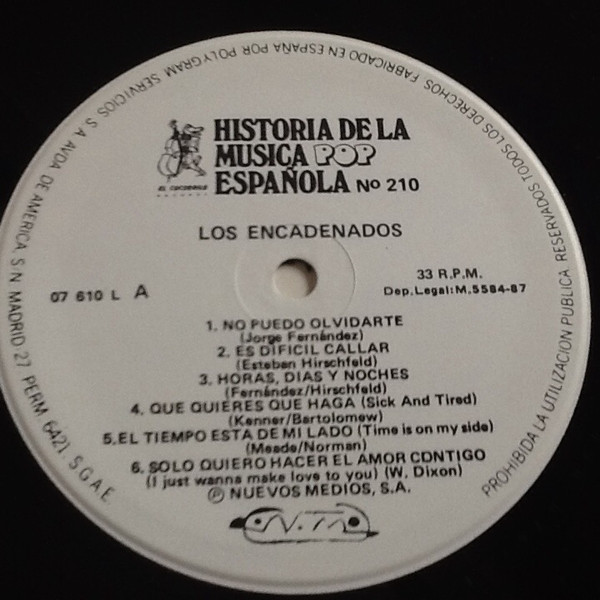 HISTORIA DE LA
MUSICA POP
ESPAÑOLA Nº 210
EL COCODRILO
RECORDS
LOS ENCADENADOS
07 610 L A
33 R.P.M.
Dep. Legal: M.5584-87
1. NO PUEDO OLVIDARTE
(Jorge Fernández)
2. ES DIFICIL CALLAR
(Esteban Hirschfeld)
3. HORAS, DIAS Y NOCHES
(Fernández/Hirschfeld)
4. QUE QUIERES QUE HAGA (Sick And Tired)
(Kenner/Bartolomew)
5. EL TIEMPO ESTA DE MI LADO (Time is on my side)
(Meade/Norman)
6. SOLO QUIERO HACER EL AMOR CONTIGO
(I just wanna make love to you) (W. Dixon)
Ⓟ NUEVOS MEDIOS, S.A.
N.M.
PROHIBIDA LA UTILIZACION PUBLICA RESERVADOS TODOS LOS DERECHOS FABRICADO EN ESPAÑA POR POLYGRAM SERVICIOS S A AVDA DE AMERICA S/N MADRID 27 PERM 6421 S G A E